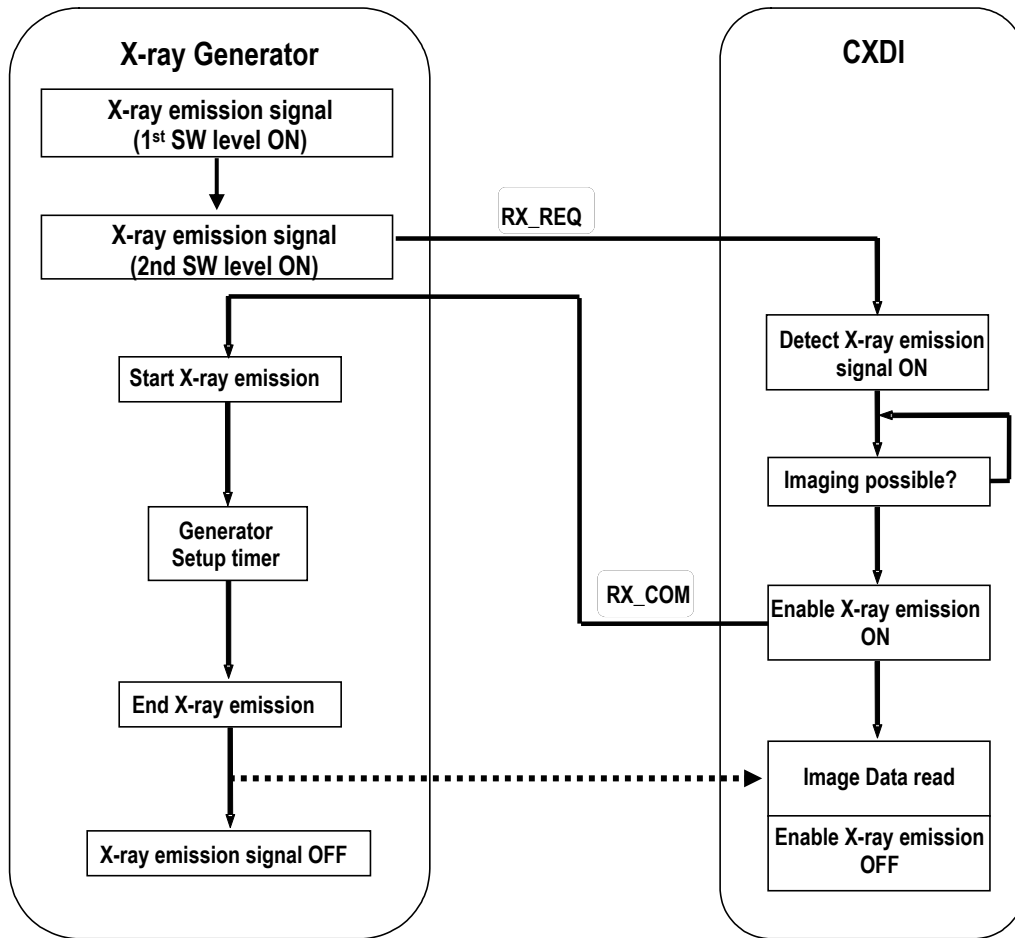 X-ray Generator
X-ray emission signal
(1st SW level ON)
X-ray emission signal
(2nd SW level ON)
Start X-ray emission
Generator
Setup timer
End X-ray emission
X-ray emission signal OFF
RX_REQ
RX_COM
CXDI
Detect X-ray emission
signal ON
Imaging possible?
Enable X-ray emission
ON
Image Data read
Enable X-ray emission
OFF